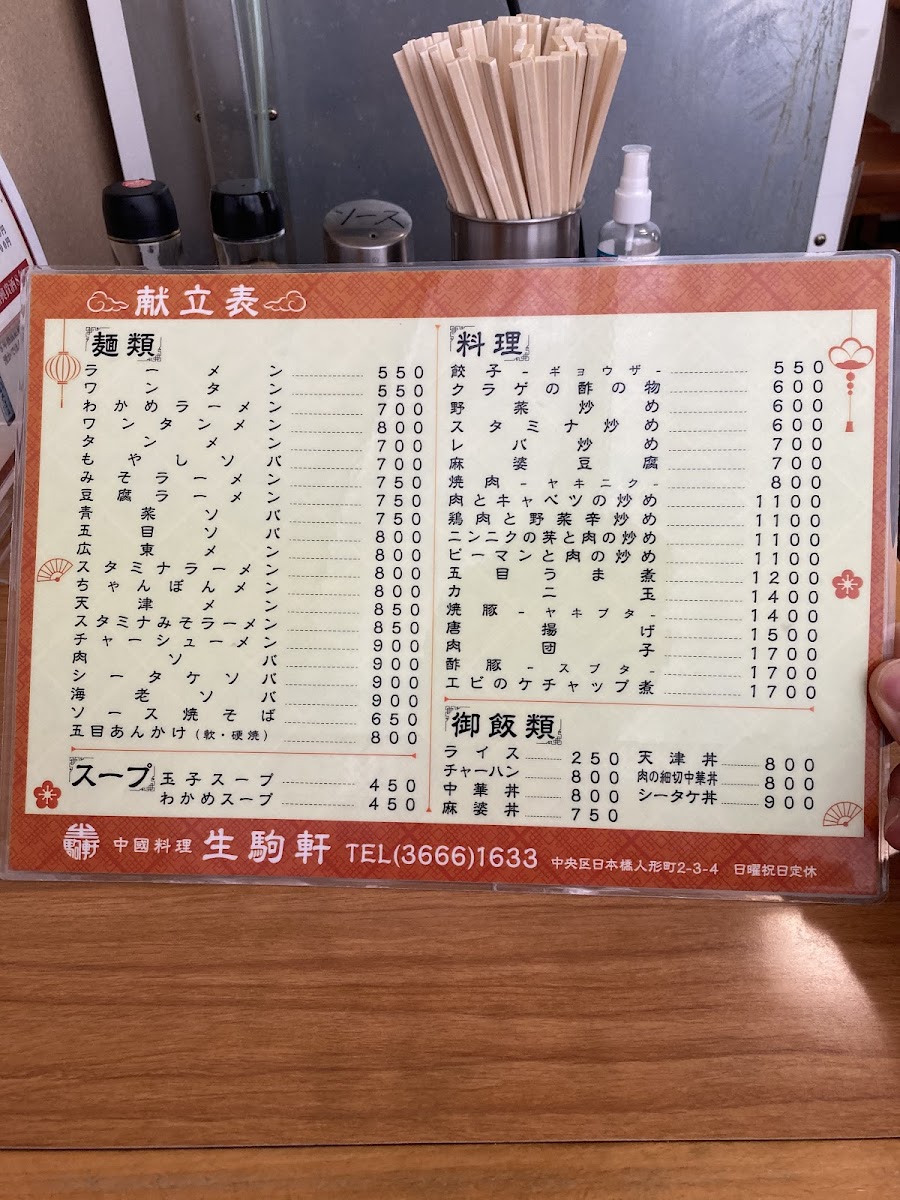 ソース
献立表
麺類
ラーメン 550
ワンタン 550
わかめラーメン 700
ワンタンメン 800
タンメン 700
もやしソバ 700
みそラーメン 750
豆腐ラーメン 750
青菜ソバ 750
五目ソバ 800
広東メン 800
スタミナラーメン 800
ちゃんぽんメン 800
天津メン 850
スタミナみそラーメン 850
チャーシューメン 900
肉ソバ 900
シータケソバ 900
海老ソバ 900
ソース焼そば 650
五目あんかけ(軟・硬焼) 800
スープ
玉子スープ 450
わかめスープ 450
料理
餃子-ギョウザ- 550
クラゲの酢の物 600
野菜炒め 600
スタミナ炒め 600
レバ炒め 700
麻婆豆腐 700
焼肉-ヤキニク- 800
肉とキャベツの炒め 1100
鶏肉と野菜辛炒め 1100
ニンニクの芽と肉の炒め 1100
ピーマンと肉の炒め 1100
五目うま煮 1200
カニ玉 1400
焼豚-ヤキブタ- 1400
唐揚げ 1500
肉団子 1700
酢豚-スブタ- 1700
エビのケチャップ煮 1700
御飯類
ライス 250
チャーハン 800
中華丼 800
麻婆丼 750
天津丼 800
肉の細切中華丼 800
シータケ丼 900
中國料理 生駒軒 TEL(3666)1633 中央区日本橋人形町2-3-4 日曜祝日定休